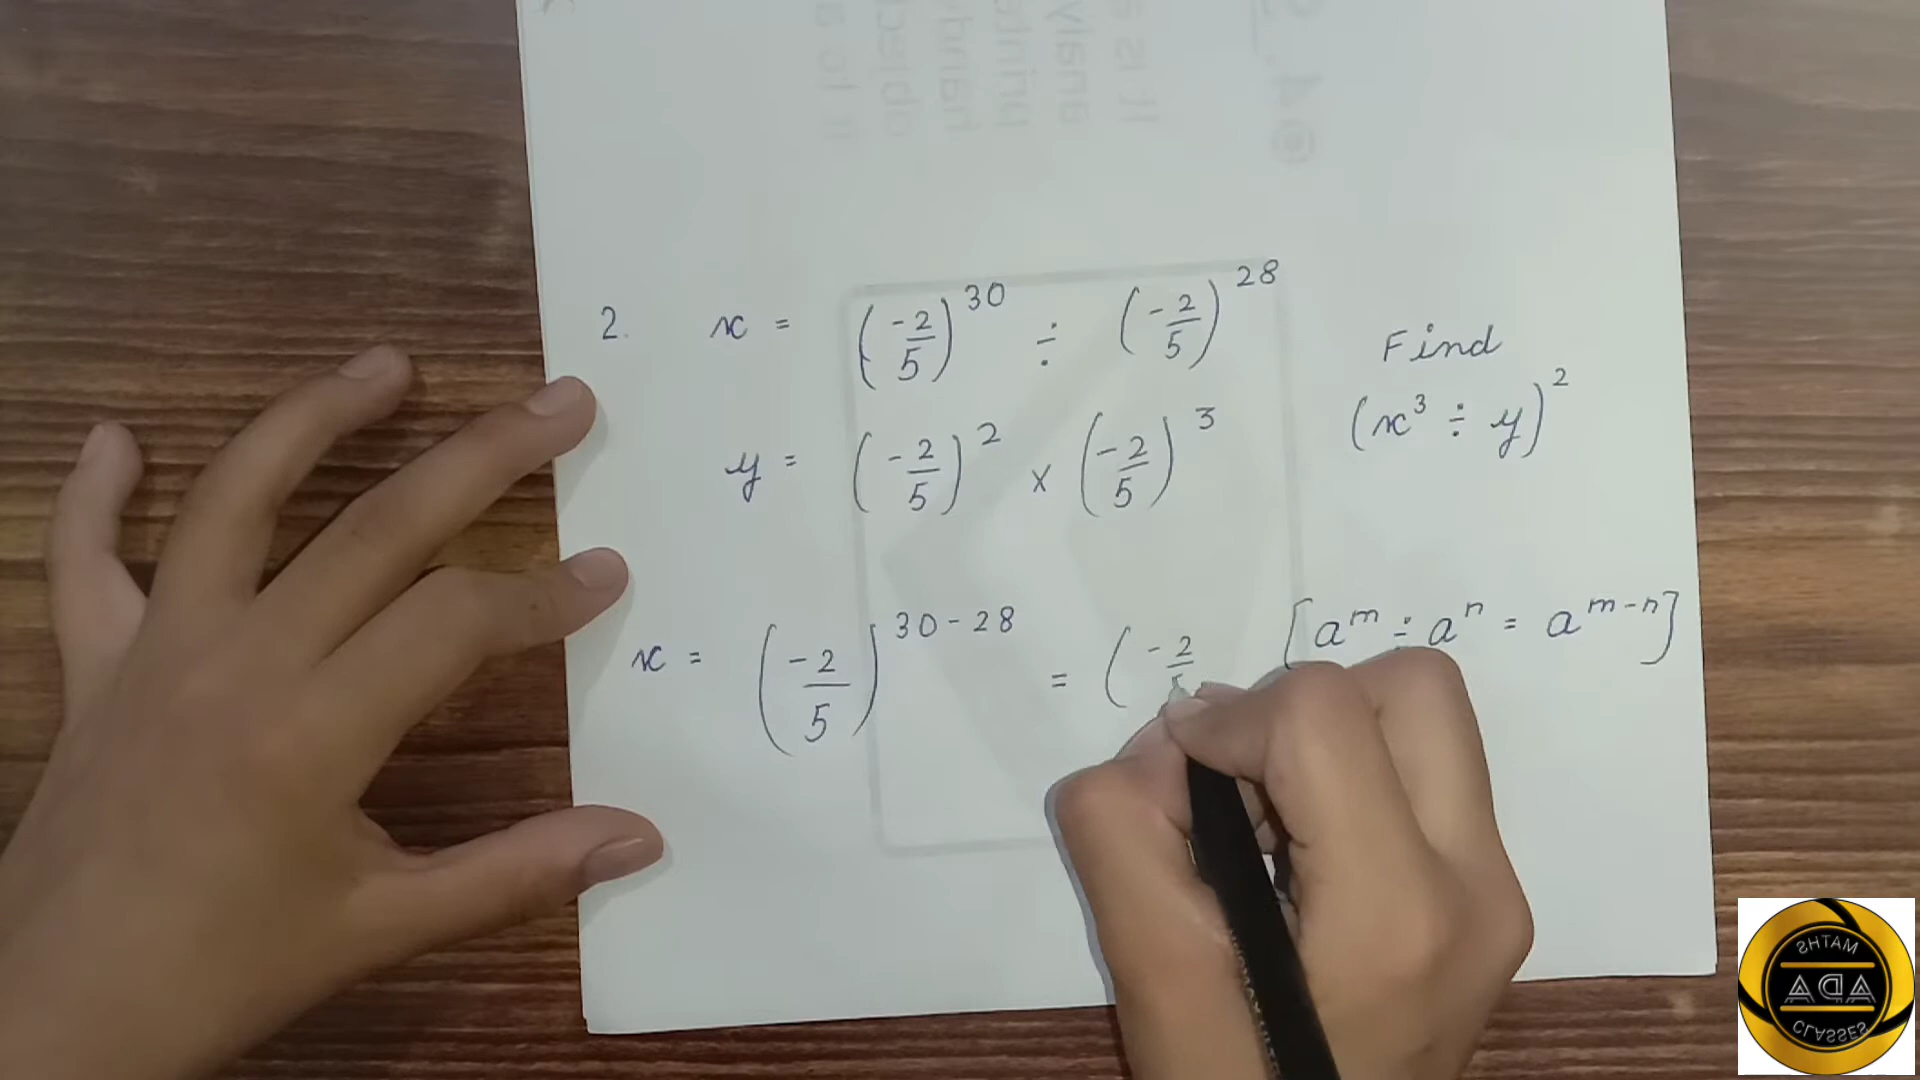 2. x = (-2/5)^30 ÷ (-2/5)^28
y = (-2/5)^2 × (-2/5)^3
Find
(x^3 ÷ y)^2
x = (-2/5)^30-28 = (-2/5
[a^m ÷ a^n = a^m-n]
MATHS
ADA
CLASSES